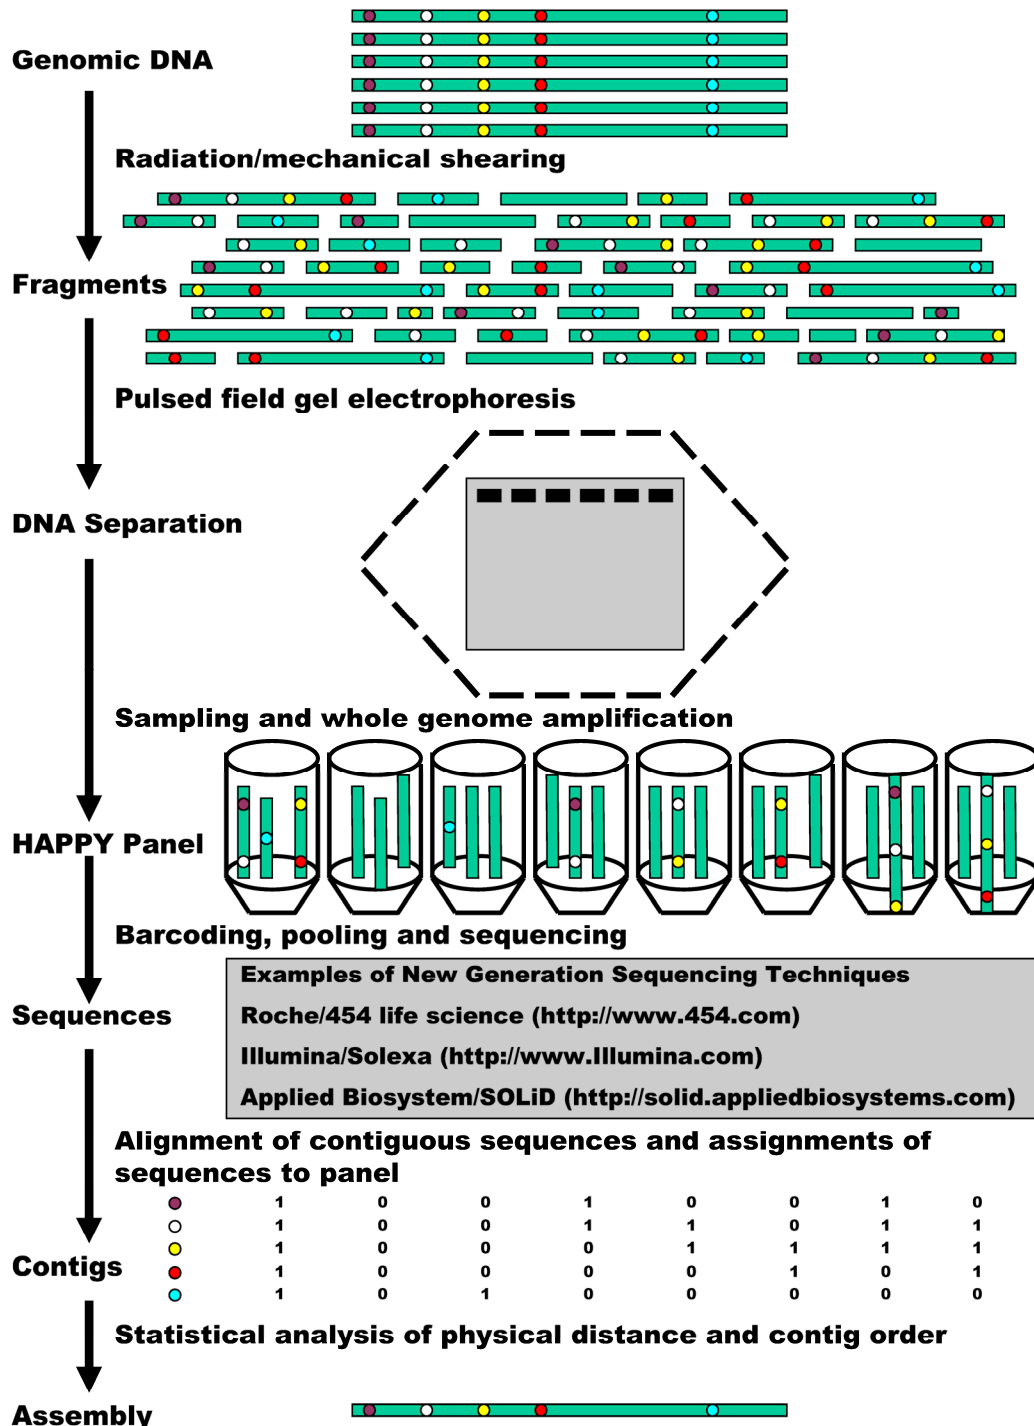 Genomic DNA
Radiation/mechanical shearing
Fragments
Pulsed field gel electrophoresis
DNA Separation
Sampling and whole genome amplification
HAPPY Panel
Barcoding, pooling and sequencing
Examples of New Generation Sequencing Techniques
Sequences
Roche/454 life science (http://www.454.com)
Illumina/Solexa (http://www.Illumina.com)
Applied Biosystem/SOLiD (http://solid.appliedbiosystems.com)
Alignment of contiguous sequences and assignments of
sequences to panel
1 0 0 1 0 0 1 0
1 0 0 1 1 0 1 1
1 0 0 0 1 1 1 1
Contigs
1 0 0 0 0 1 0 1
1 0 1 0 0 0 0 0
Statistical analysis of physical distance and contig order
Assembly